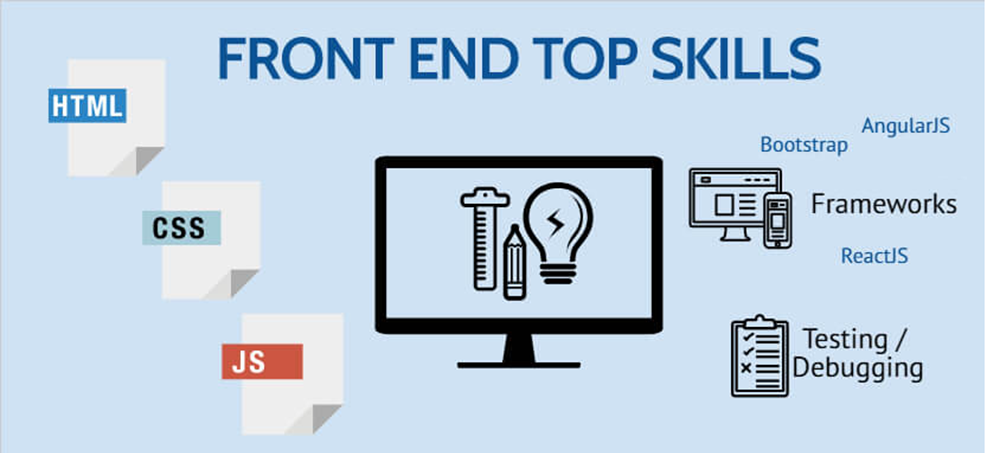 FRONT END TOP SKILLS
HTML
CSS
JS
AngularJS
Bootstrap
Frameworks
ReactJS
Testing /
Debugging